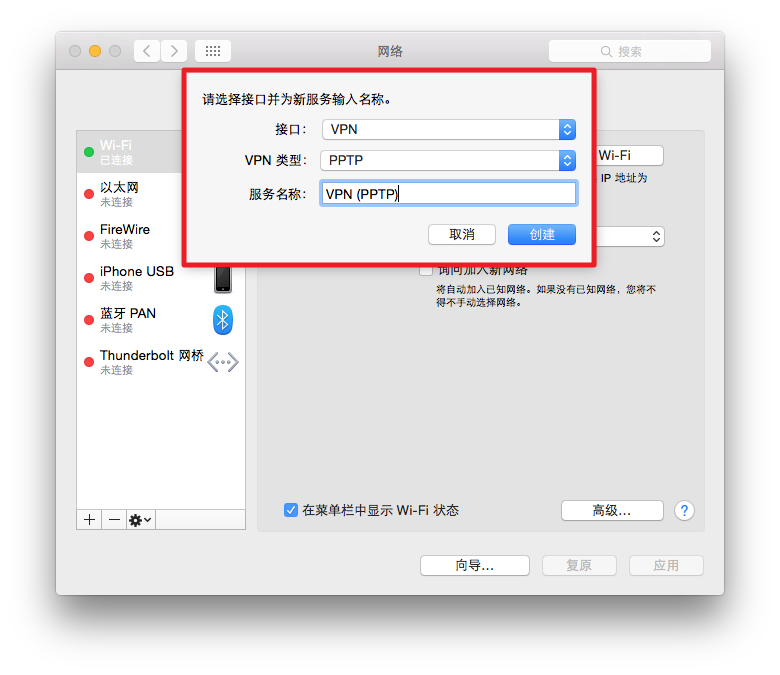 网络
搜索
请选择接口并为新服务输入名称。
接口： VPN
VPN 类型： PPTP
服务名称： VPN (PPTP)
取消 创建
Wi-Fi
已连接
以太网
未连接
FireWire
未连接
iPhone USB
未连接
蓝牙 PAN
未连接
Thunderbolt 网桥
未连接
Wi-Fi
IP 地址为
询问加入新网络
将自动加入已知网络。如果没有已知网络，您将不
得不手动选择网络。
在菜单栏中显示 Wi-Fi 状态
高级...
?
向导... 复原 应用